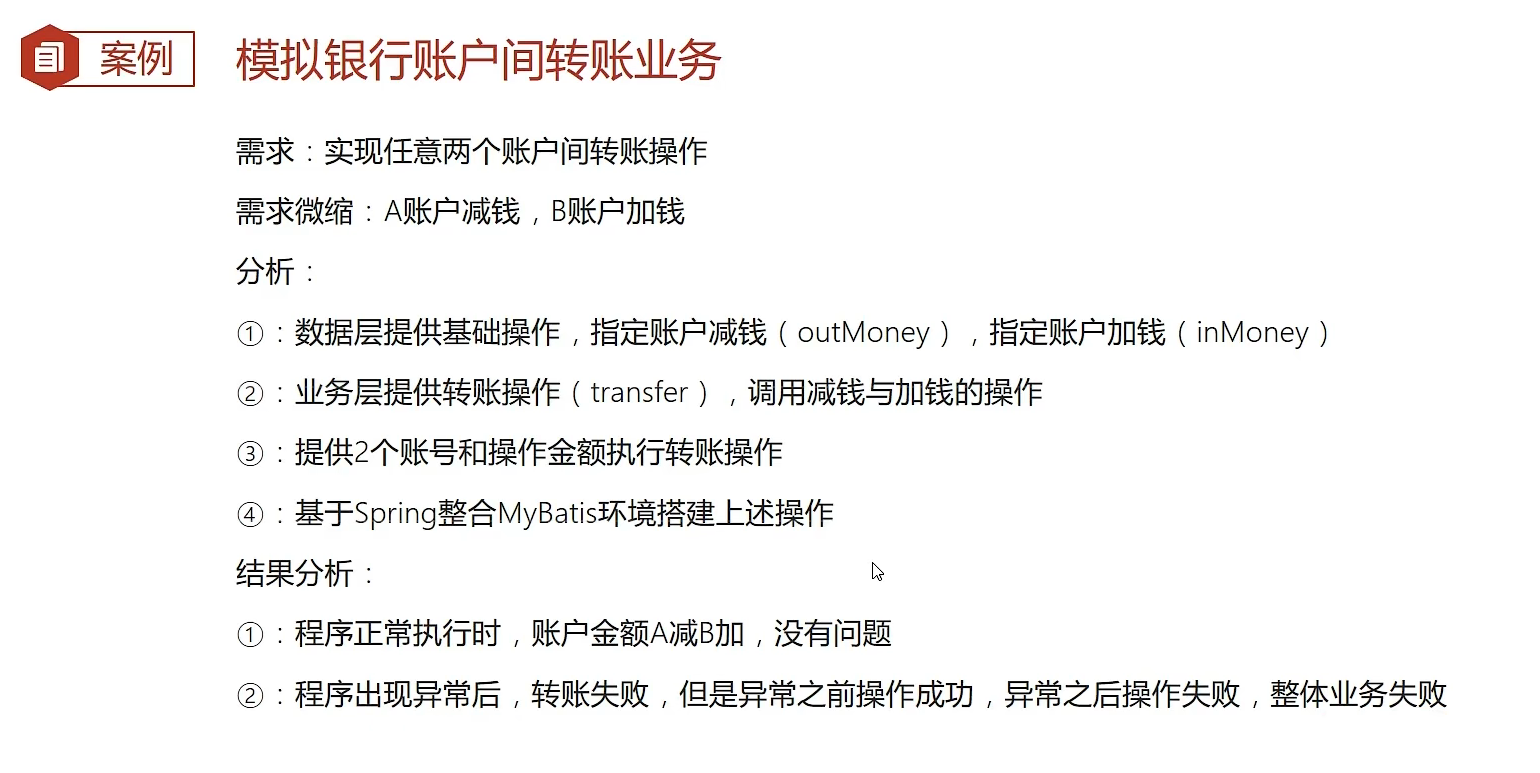 案例
模拟银行账户间转账业务
需求：实现任意两个账户间转账操作
需求微缩：A账户减钱，B账户加钱
分析：
①：数据层提供基础操作，指定账户减钱（outMoney），指定账户加钱（inMoney）
②：业务层提供转账操作（transfer），调用减钱与加钱的操作
③：提供2个账号和操作金额执行转账操作
④：基于Spring整合MyBatis环境搭建上述操作
结果分析：
①：程序正常执行时，账户金额A减B加，没有问题
②：程序出现异常后，转账失败，但是异常之前操作成功，异常之后操作失败，整体业务失败